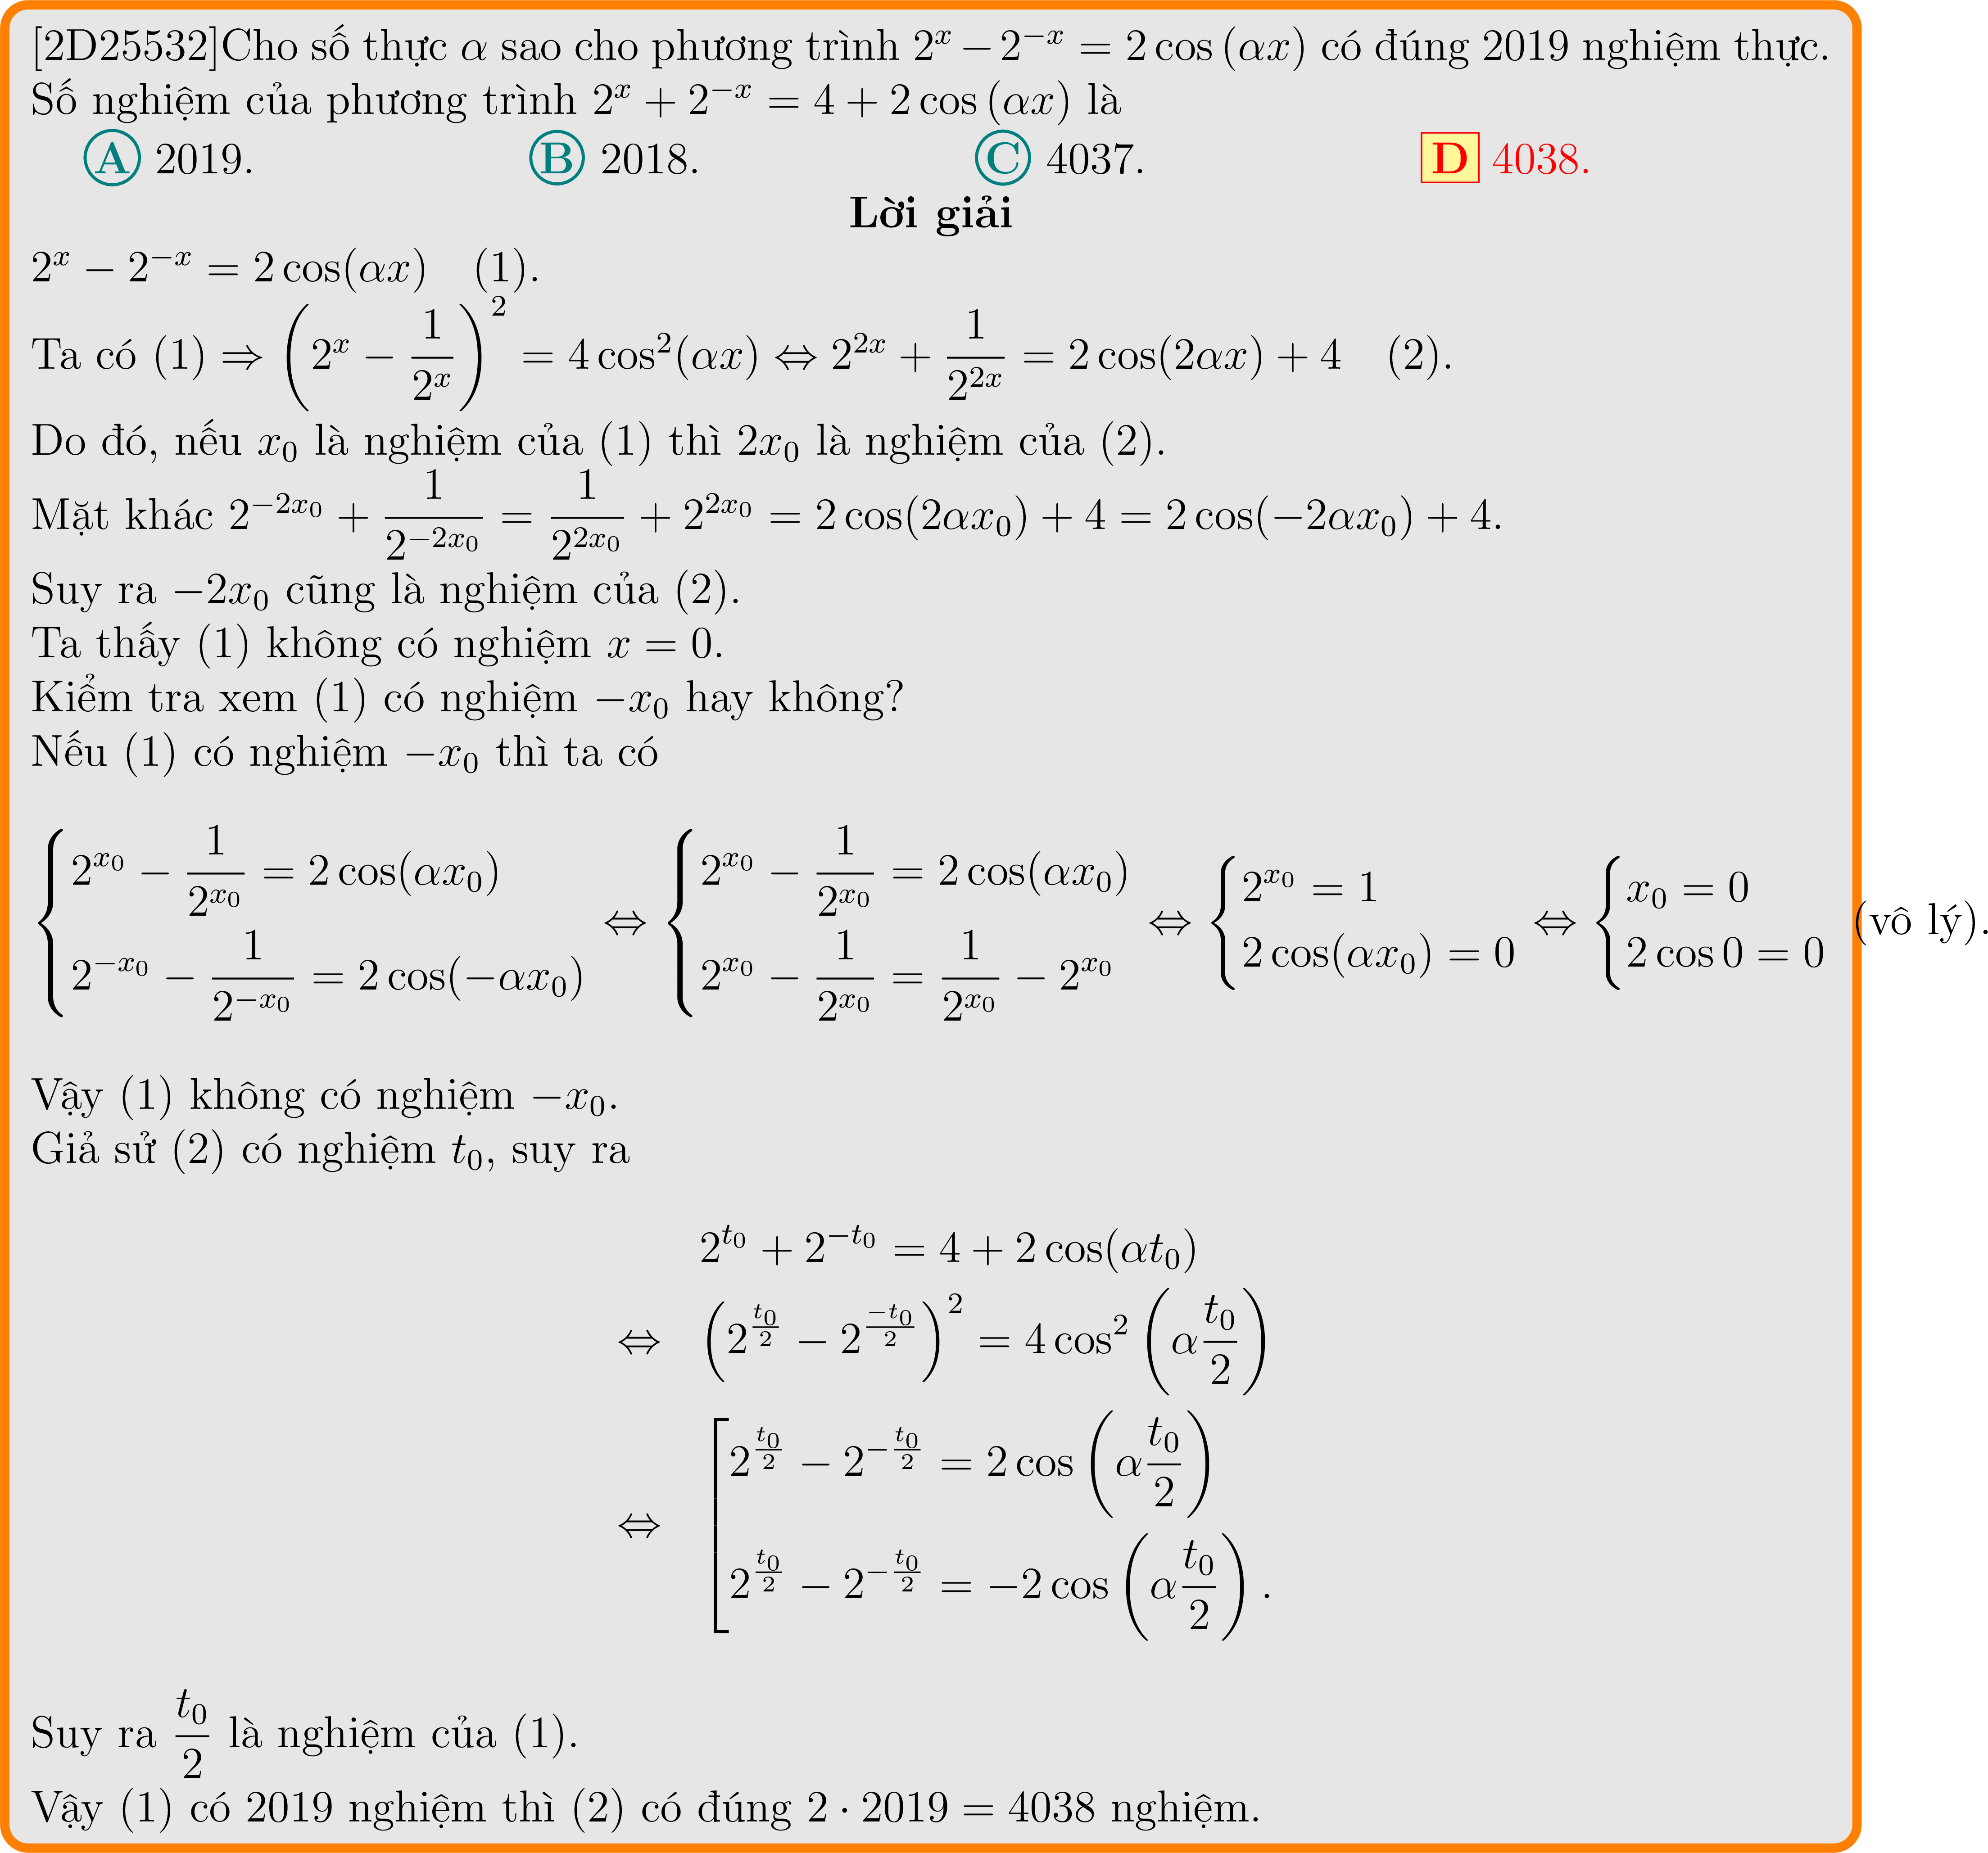 [2D25532]Cho số thực α sao cho phương trình $2^x - 2^{-x} = 2\cos(\alpha x)$ có đúng 2019 nghiệm thực.
Số nghiệm của phương trình $2^x + 2^{-x} = 4 + 2\cos(\alpha x)$ là
A 2019. B 2018. C 4037. D 4038.
Lời giải
$2^x - 2^{-x} = 2\cos(\alpha x)$ (1).
Ta có (1) ⇒ $\left(2^x - \frac{1}{2^x}\right)^2 = 4\cos^2(\alpha x) \Leftrightarrow 2^{2x} + \frac{1}{2^{2x}} = 2\cos(2\alpha x) + 4$ (2).
Do đó, nếu $x_0$ là nghiệm của (1) thì $2x_0$ là nghiệm của (2).
Mặt khác $2^{-2x_0} + \frac{1}{2^{-2x_0}} = \frac{1}{2^{2x_0}} + 2^{2x_0} = 2\cos(2\alpha x_0) + 4 = 2\cos(-2\alpha x_0) + 4$.
Suy ra $-2x_0$ cũng là nghiệm của (2).
Ta thấy (1) không có nghiệm $x = 0$.
Kiểm tra xem (1) có nghiệm $-x_0$ hay không?
Nếu (1) có nghiệm $-x_0$ thì ta có
$\begin{cases} 2^{x_0} - \frac{1}{2^{x_0}} = 2\cos(\alpha x_0) \\ 2^{-x_0} - \frac{1}{2^{-x_0}} = 2\cos(-\alpha x_0) \end{cases} \Leftrightarrow \begin{cases} 2^{x_0} - \frac{1}{2^{x_0}} = 2\cos(\alpha x_0) \\ 2^{x_0} - \frac{1}{2^{x_0}} = \frac{1}{2^{x_0}} - 2^{x_0} \end{cases} \Leftrightarrow \begin{cases} 2^{x_0} = 1 \\ 2\cos(\alpha x_0) = 0 \end{cases} \Leftrightarrow \begin{cases} x_0 = 0 \\ 2\cos 0 = 0 \end{cases}$ (vô lý).
Vậy (1) không có nghiệm $-x_0$.
Giả sử (2) có nghiệm $t_0$, suy ra
$2^{t_0} + 2^{-t_0} = 4 + 2\cos(\alpha t_0)$
$\Leftrightarrow \left(2^{\frac{t_0}{2}} - 2^{\frac{-t_0}{2}}\right)^2 = 4\cos^2\left(\alpha\frac{t_0}{2}\right)$
$\Leftrightarrow \left[\begin{array}{l} 2^{\frac{t_0}{2}} - 2^{-\frac{t_0}{2}} = 2\cos\left(\alpha\frac{t_0}{2}\right) \\ 2^{\frac{t_0}{2}} - 2^{-\frac{t_0}{2}} = -2\cos\left(\alpha\frac{t_0}{2}\right). \end{array}\right.$
Suy ra $\frac{t_0}{2}$ là nghiệm của (1).
Vậy (1) có 2019 nghiệm thì (2) có đúng $2 \cdot 2019 = 4038$ nghiệm.